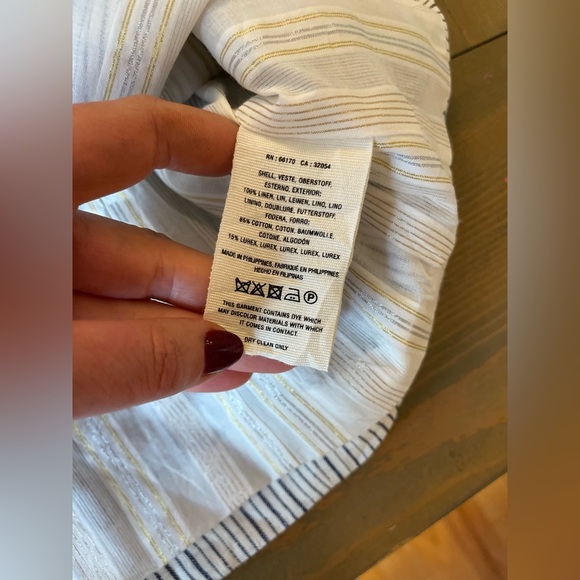 RN : 66170 CA : 32054
SHELL, VESTE, OBERSTOFF,
ESTERNO, EXTERIOR:
100% LINEN, LIN, LEINEN, LINO, LINO
LINING, DOUBLURE, FUTTERSTOFF,
FODERA, FORRO:
85% COTTON, COTON, BAUMWOLLE,
COTONE, ALGODÓN
15% LUREX, LUREX, LUREX, LUREX, LUREX
MADE IN PHILIPPINES, FABRIQUÉ EN PHILIPPINES,
HECHO EN FILIPINAS
P
THIS GARMENT CONTAINS DYE WHICH
MAY DISCOLOR MATERIALS WITH WHICH
IT COMES IN CONTACT.
DRY CLEAN ONLY